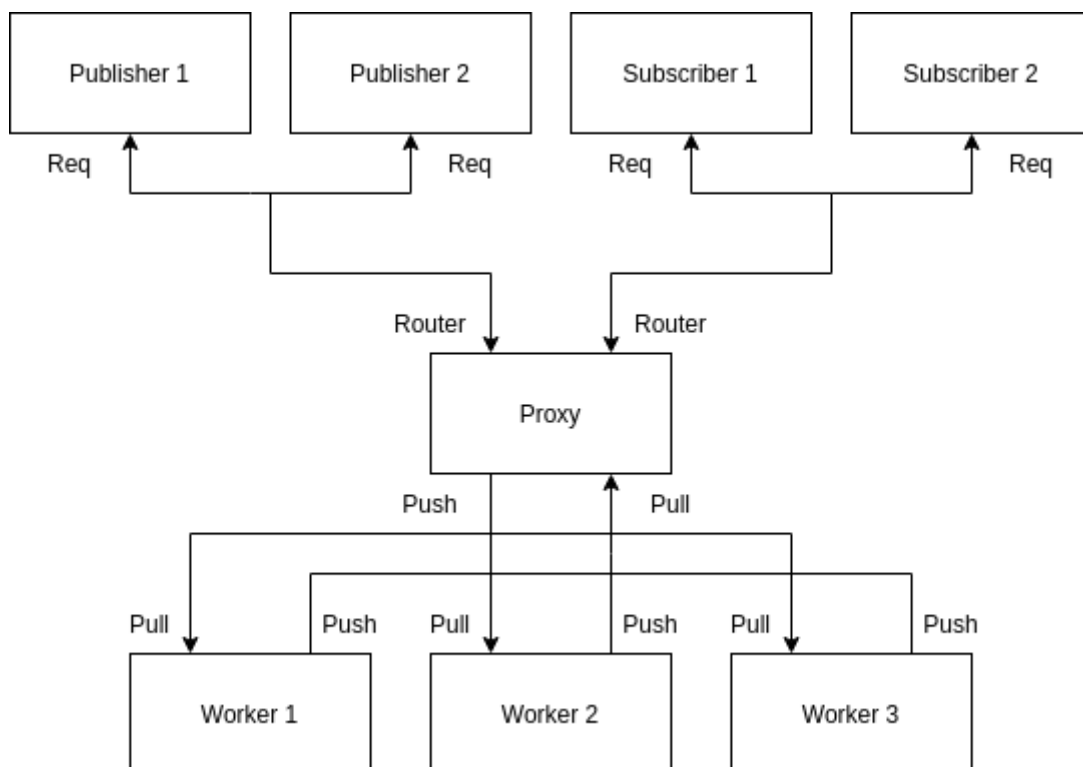 Publisher 1
Publisher 2
Subscriber 1
Subscriber 2
Req
Req
Req
Req
Router
Router
Proxy
Push
Pull
Pull
Push
Pull
Push
Pull
Push
Worker 1
Worker 2
Worker 3